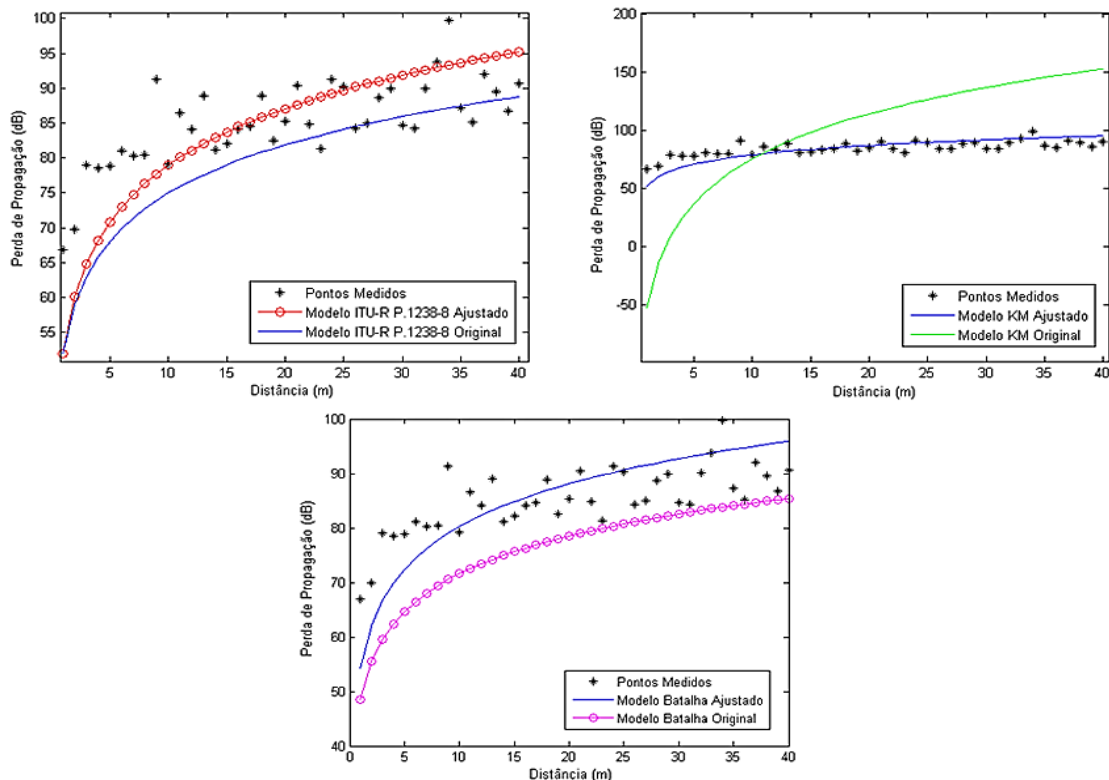 100
95
90
85
80
75
70
65
60
55
Perda de Propagação (dB)
Pontos Medidos
Modelo ITU-R P.1238-8 Ajustado
Modelo ITU-R P.1238-8 Original
5 10 15 20 25 30 35 40
Distância (m)
200
150
100
50
0
-50
Perda de Propagação (dB)
Pontos Medidos
Modelo KM Ajustado
Modelo KM Original
5 10 15 20 25 30 35 40
Distância (m)
100
90
80
70
60
50
40
Perda de Propagação (dB)
Pontos Medidos
Modelo Batalha Ajustado
Modelo Batalha Original
0 5 10 15 20 25 30 35 40
Distância (m)